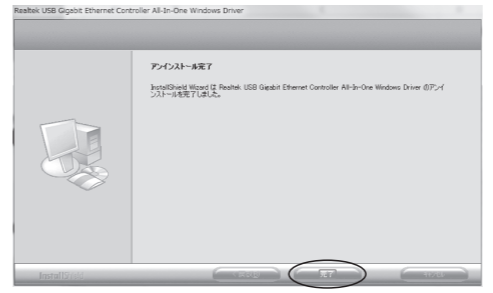 Realtek USB Gigabit Ethernet Controller All-In-One Windows Driver
アンインストール完了
InstallShield Wizard は Realtek USB Gigabit Ethernet Controller All-In-One Windows Driver のアンイ
ンストールを完了しました。
InstallShield
完了